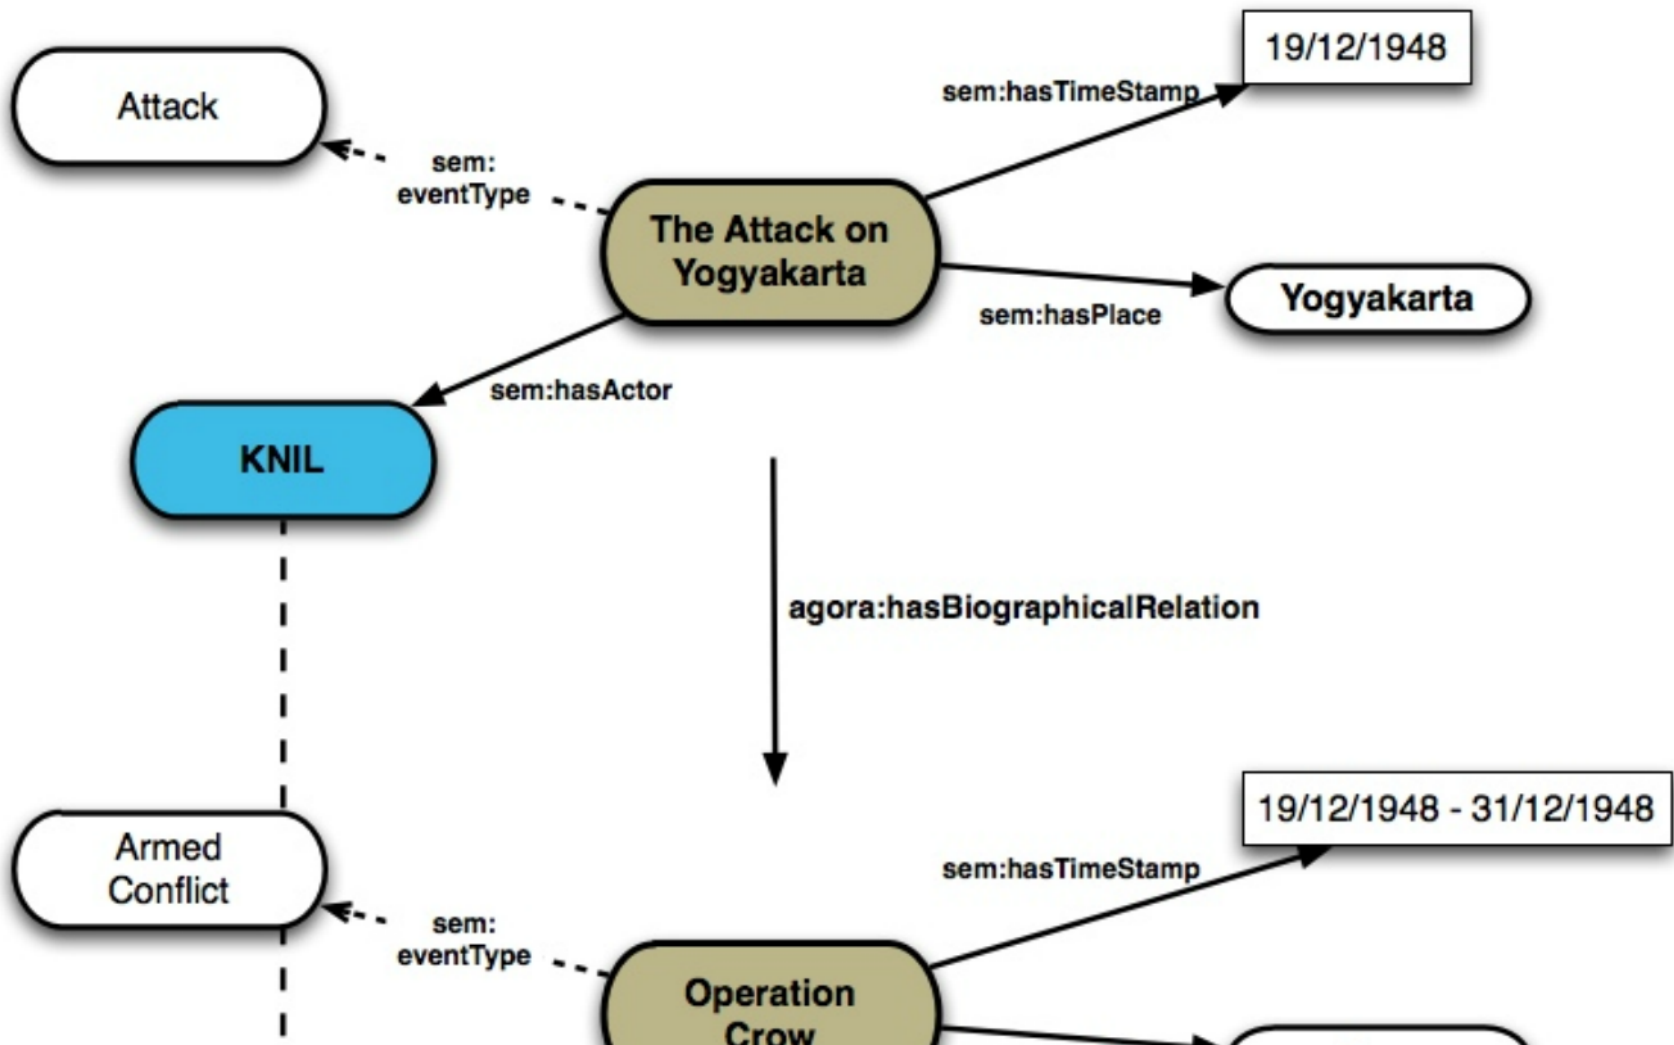 19/12/1948
Attack
sem:hasTimeStamp
sem:
eventType
The Attack on
Yogyakarta
Yogyakarta
sem:hasPlace
sem:hasActor
KNIL
agora:hasBiographicalRelation
19/12/1948 - 31/12/1948
Armed
Conflict
sem:hasTimeStamp
sem:
eventType
Operation
Crow